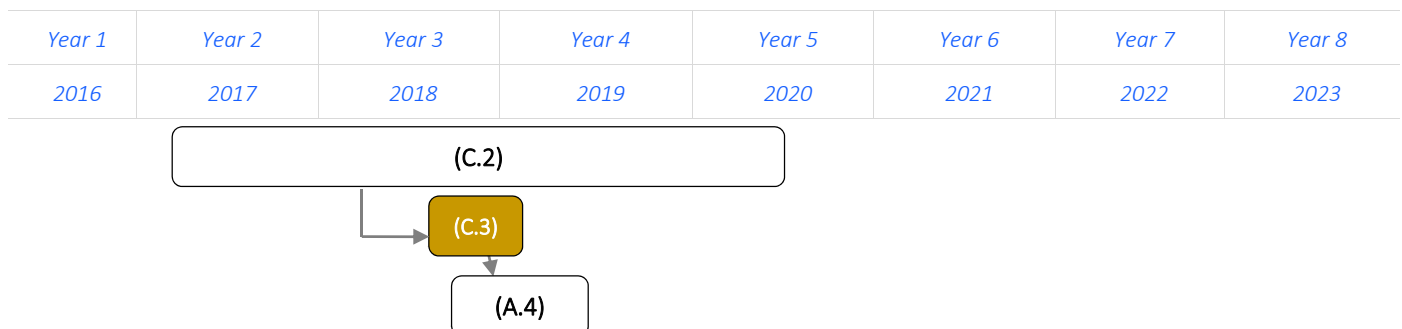 Year 1 Year 2 Year 3 Year 4 Year 5 Year 6 Year 7 Year 8
2016 2017 2018 2019 2020 2021 2022 2023
(C.2)
(C.3)
(A.4)